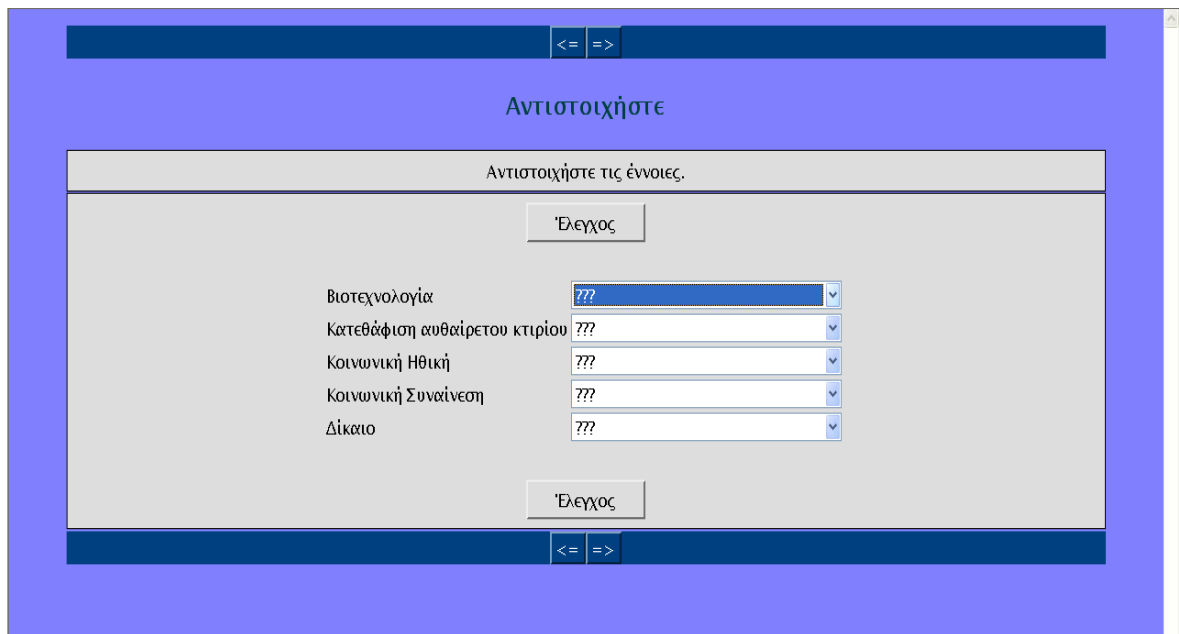 <= =>
Αντιστοιχήστε
Αντιστοιχήστε τις έννοιες.
Έλεγχος
Βιοτεχνολογία ???
Κατεθάφιση αυθαίρετου κτιρίου ???
Κοινωνική Ηθική ???
Κοινωνική Συναίνεση ???
Δίκαιο ???
Έλεγχος
<= =>